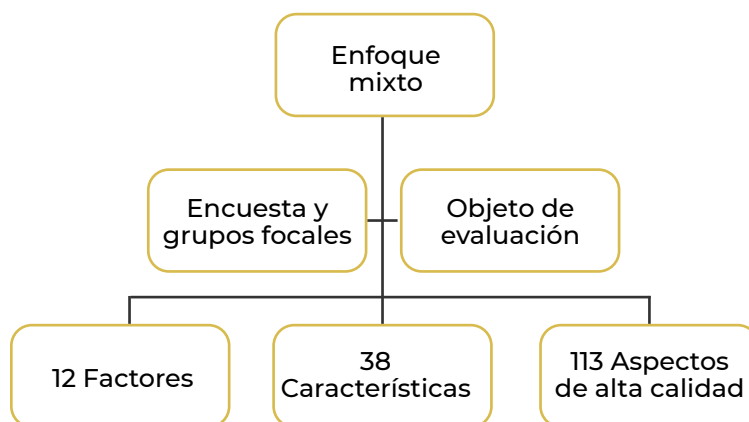 Enfoque
mixto
Encuesta y
grupos focales
Objeto de
evaluación
12 Factores
38
Características
113 Aspectos
de alta calidad